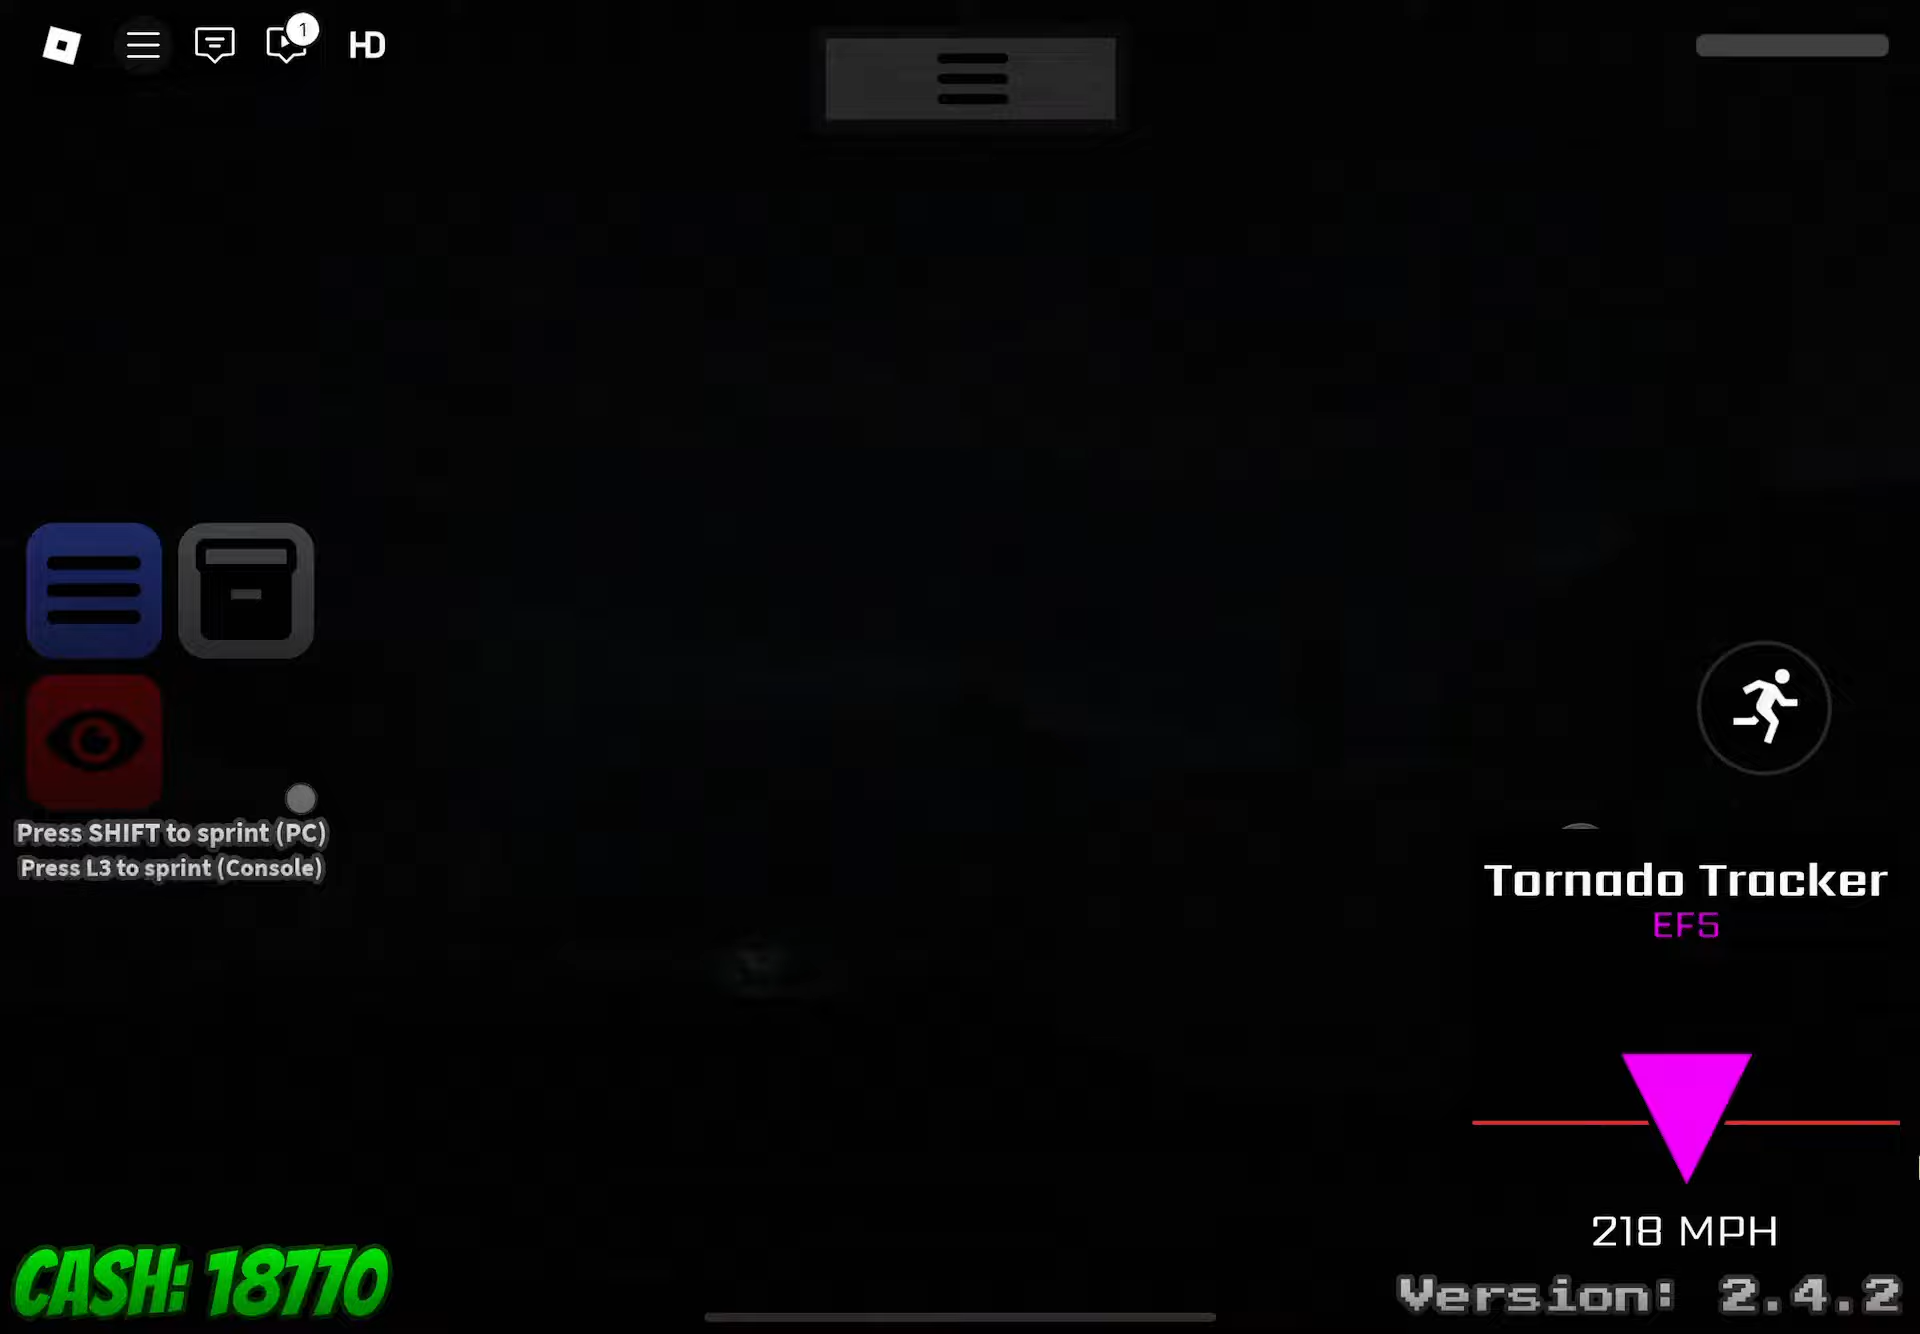 1
HD
Press SHIFT to sprint (PC)
Press L3 to sprint (Console)
Tornado Tracker
EF5
218 MPH
CASH: 18770
Version: 2.4.2